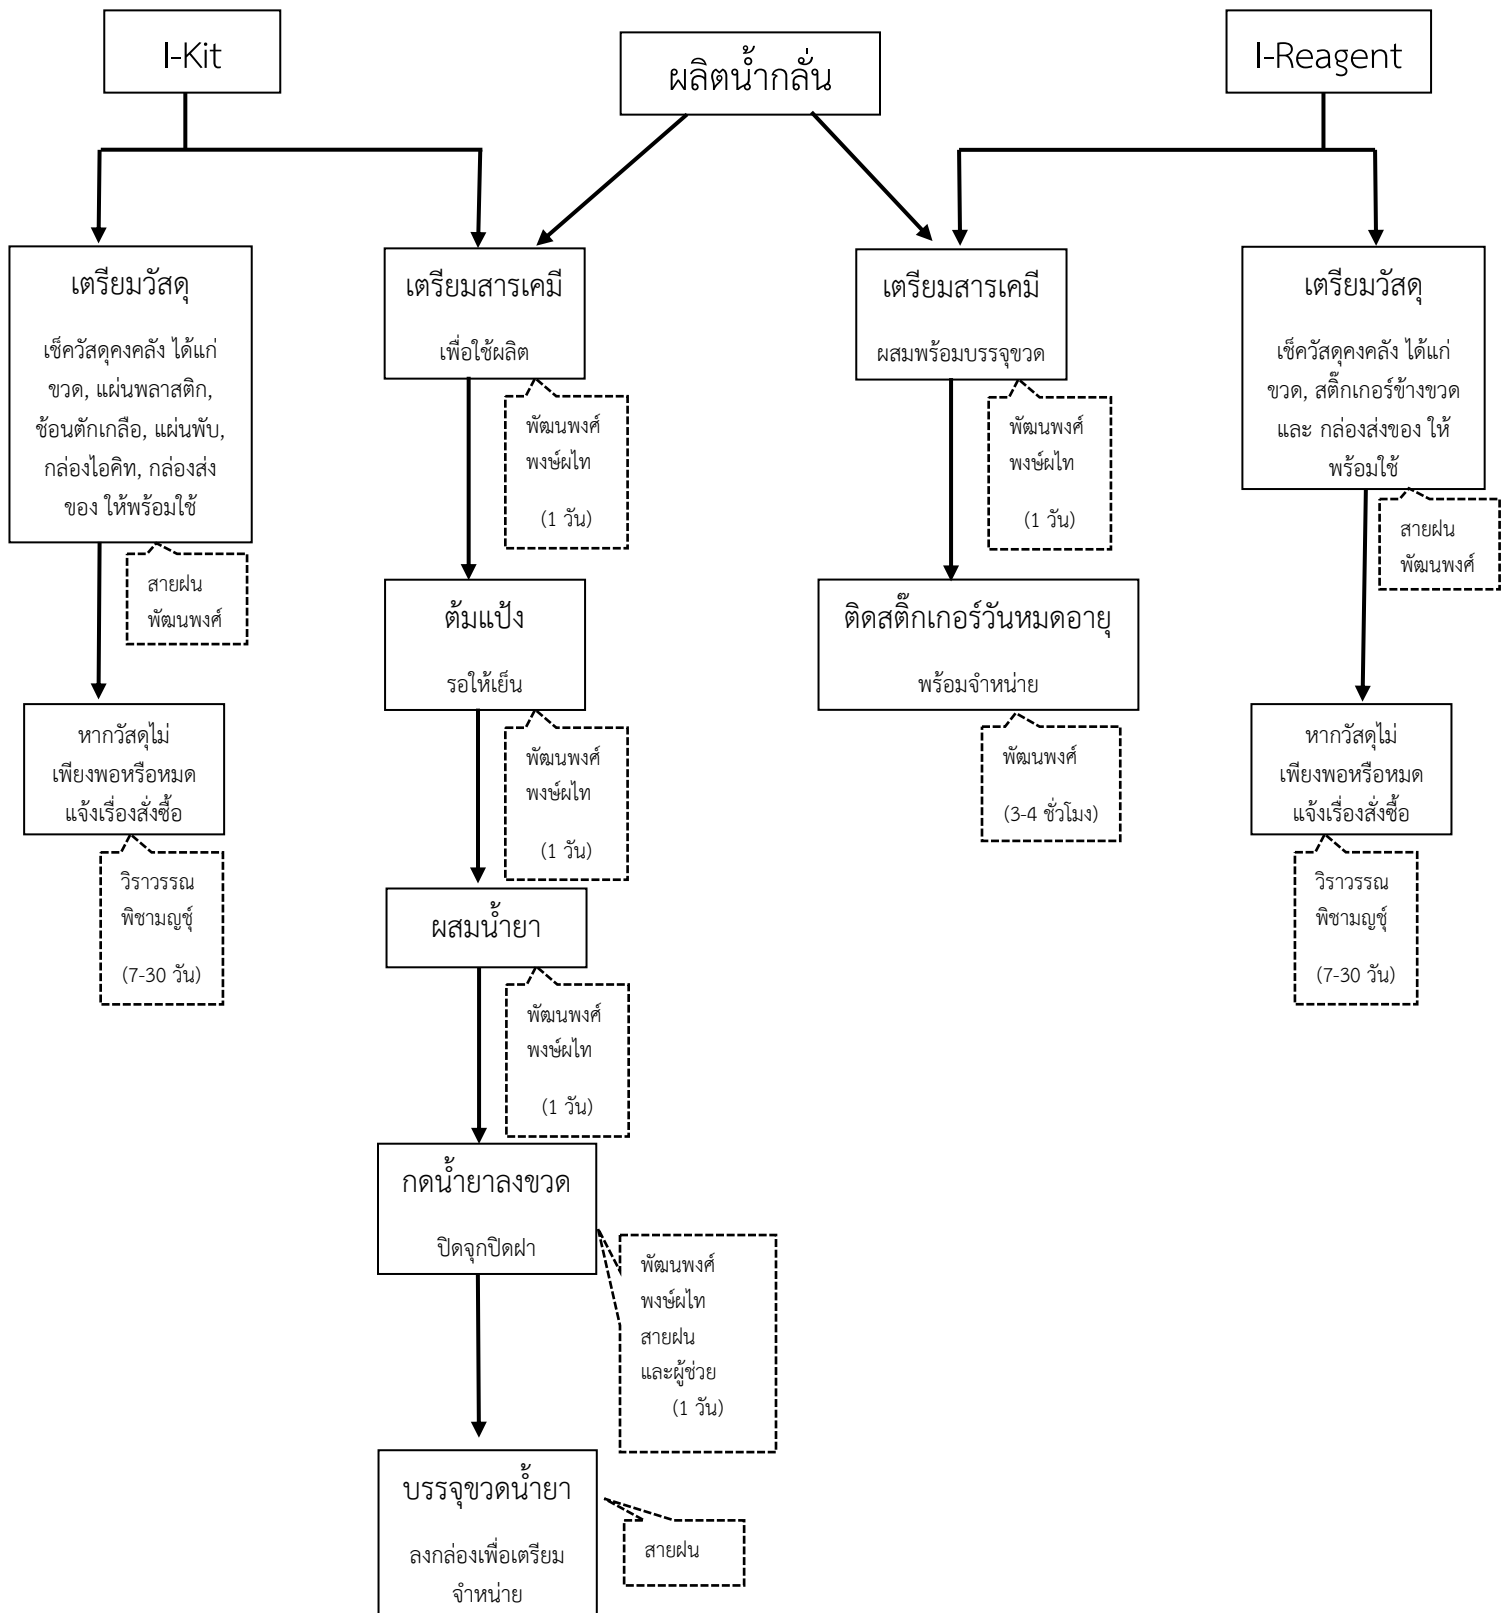 I-Kit
ผลิตน้ำกลั่น
I-Reagent
เตรียมวัสดุ
เช็ควัสดุคงคลัง ได้แก่
ขวด, แผ่นพลาสติก,
ช้อนตักเกลือ, แผ่นพับ,
กล่องไอคิท, กล่องส่ง
ของ ให้พร้อมใช้
สายฝน
พัฒนพงศ์
หากวัสดุไม่
เพียงพอหรือหมด
แจ้งเรื่องสั่งซื้อ
วิราวรรณ
พิชามญชุ์
(7-30 วัน)
เตรียมสารเคมี
เพื่อใช้ผลิต
พัฒนพงศ์
พงษ์ผไท
(1 วัน)
ต้มแป้ง
รอให้เย็น
พัฒนพงศ์
พงษ์ผไท
(1 วัน)
ผสมน้ำยา
พัฒนพงศ์
พงษ์ผไท
(1 วัน)
กดน้ำยาลงขวด
ปิดจุกปิดฝา
พัฒนพงศ์
พงษ์ผไท
สายฝน
และผู้ช่วย
(1 วัน)
บรรจุขวดน้ำยา
ลงกล่องเพื่อเตรียม
จำหน่าย
สายฝน
เตรียมสารเคมี
ผสมพร้อมบรรจุขวด
พัฒนพงศ์
พงษ์ผไท
(1 วัน)
ติดสติ๊กเกอร์วันหมดอายุ
พร้อมจำหน่าย
พัฒนพงศ์
(3-4 ชั่วโมง)
เตรียมวัสดุ
เช็ควัสดุคงคลัง ได้แก่
ขวด, สติ๊กเกอร์ข้างขวด
และ กล่องส่งของ ให้
พร้อมใช้
สายฝน
พัฒนพงศ์
หากวัสดุไม่
เพียงพอหรือหมด
แจ้งเรื่องสั่งซื้อ
วิราวรรณ
พิชามญชุ์
(7-30 วัน)